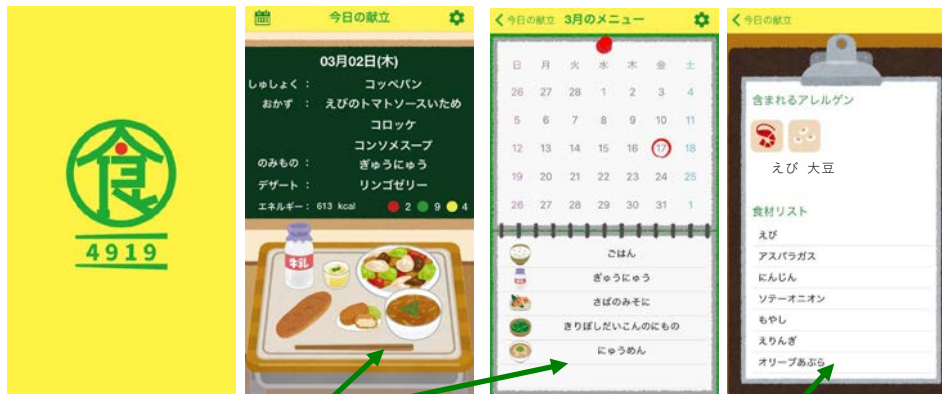 食
4919
今日の献立
03月02日(木)
しゅしょく： コッペパン
おかず ： えびのトマトソースいため
コロッケ
コンソメスープ
のみもの： ぎゅうにゅう
デザート： リンゴゼリー
エネルギー： 613 kcal 2 9 4
牛乳
今日の献立 3月のメニュー
日 月 火 水 木 金 土
26 27 28 1 2 3 4
5 6 7 8 9 10 11
12 13 14 15 16 17 18
19 20 21 22 23 24 25
26 27 28 29 30 31 1
ごはん
ぎゅうにゅう
さばのみそに
きりぼしだいこんのにもの
にゅうめん
今日の献立
含まれるアレルゲン
えび 大豆
食材リスト
えび
アスパラガス
にんじん
ソテーオニオン
もやし
えりんぎ
オリーブあぶら